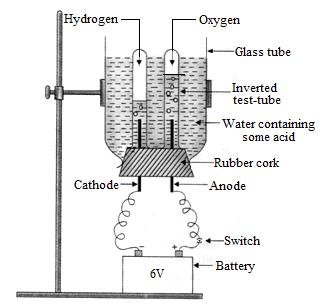 Hydrogen
Oxygen
Glass tube
Inverted
test-tube
Water containing
some acid
Rubber cork
Cathode
Anode
Switch
- +
Battery
6V